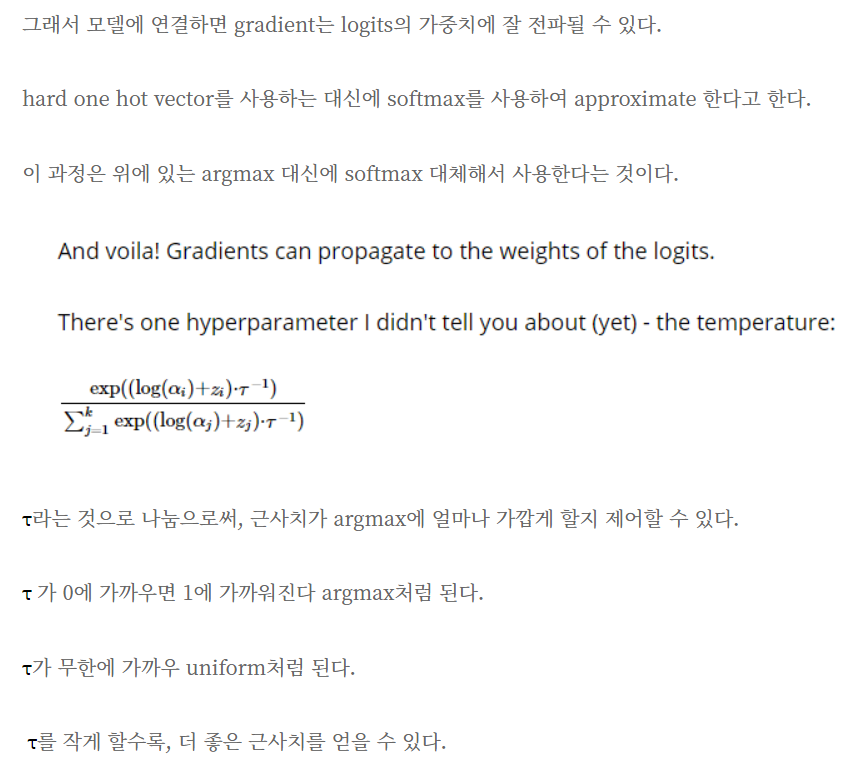 그래서 모델에 연결하면 gradient는 logits의 가중치에 잘 전파될 수 있다.
hard one hot vector를 사용하는 대신에 softmax를 사용하여 approximate 한다고 한다.
이 과정은 위에 있는 argmax 대신에 softmax 대체해서 사용한다는 것이다.
And voila! Gradients can propagate to the weights of the logits.
There's one hyperparameter I didn't tell you about (yet) - the temperature:
exp((log(αᵢ)+zᵢ)·τ⁻¹)
∑ᵏⱼ₌₁ exp((log(αⱼ)+zⱼ)·τ⁻¹)
τ라는 것으로 나눔으로써, 근사치가 argmax에 얼마나 가깝게 할지 제어할 수 있다.
τ 가 0에 가까우면 1에 가까워진다 argmax처럼 된다.
τ가 무한에 가까우 uniform처럼 된다.
τ를 작게 할수록, 더 좋은 근사치를 얻을 수 있다.